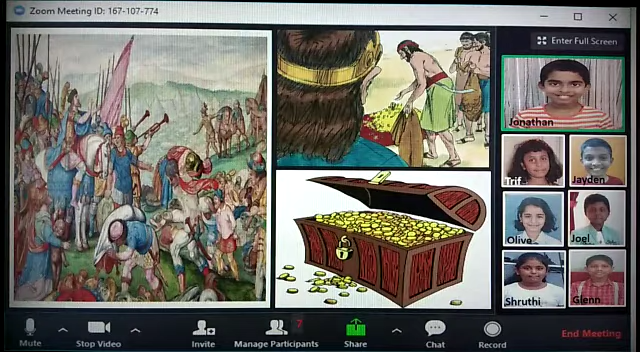 Zoom Meeting ID: 167-107-774
Enter Full Screen
Jonathan
Trif
Jayden
Olive
Joel
Shruthi
Glenn
Mute
Stop Video
Invite
Manage Participants
7
Share
Chat
Record
End Meeting